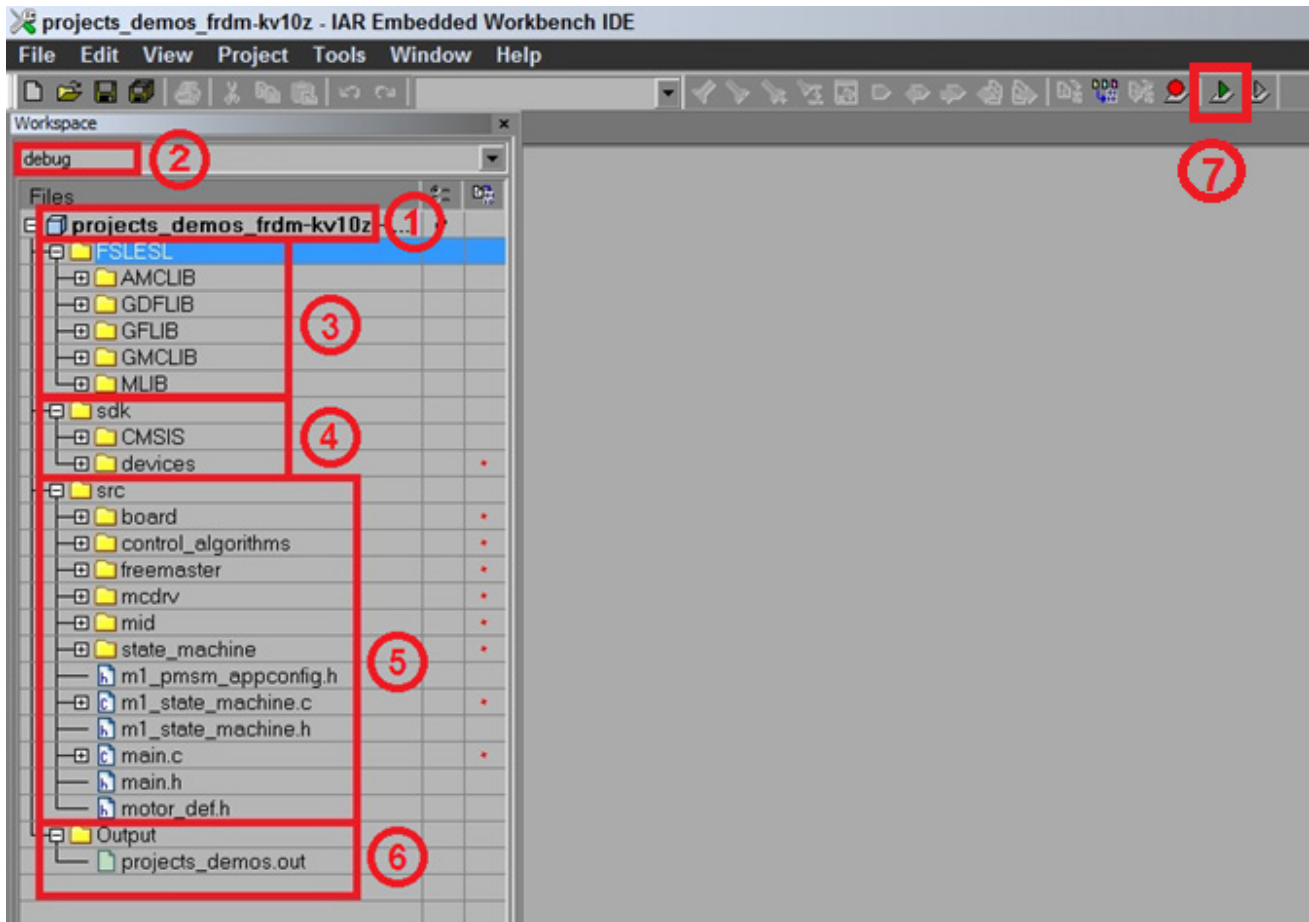 projects_demos_frdm-kv10z - IAR Embedded Workbench IDE
File Edit View Project Tools Window Help
Workspace
debug
2
Files
projects_demos_frdm-kv10z - ...
1
FSLESL
AMCLIB
GDFLIB
GFLIB
GMCLIB
MLIB
3
sdk
CMSIS
devices
4
src
board
control_algorithms
freemaster
mcdrv
mid
state_machine
m1_pmsm_appconfig.h
m1_state_machine.c
m1_state_machine.h
main.c
main.h
motor_def.h
5
Output
projects_demos.out
6
7